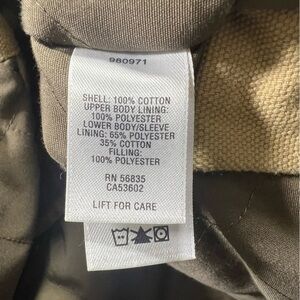 980971
SHELL: 100% COTTON
UPPER BODY LINING:
100% POLYESTER
LOWER BODY/SLEEVE
LINING: 65% POLYESTER
35% COTTON
FILLING:
100% POLYESTER
RN 56835
CA53602
LIFT FOR CARE